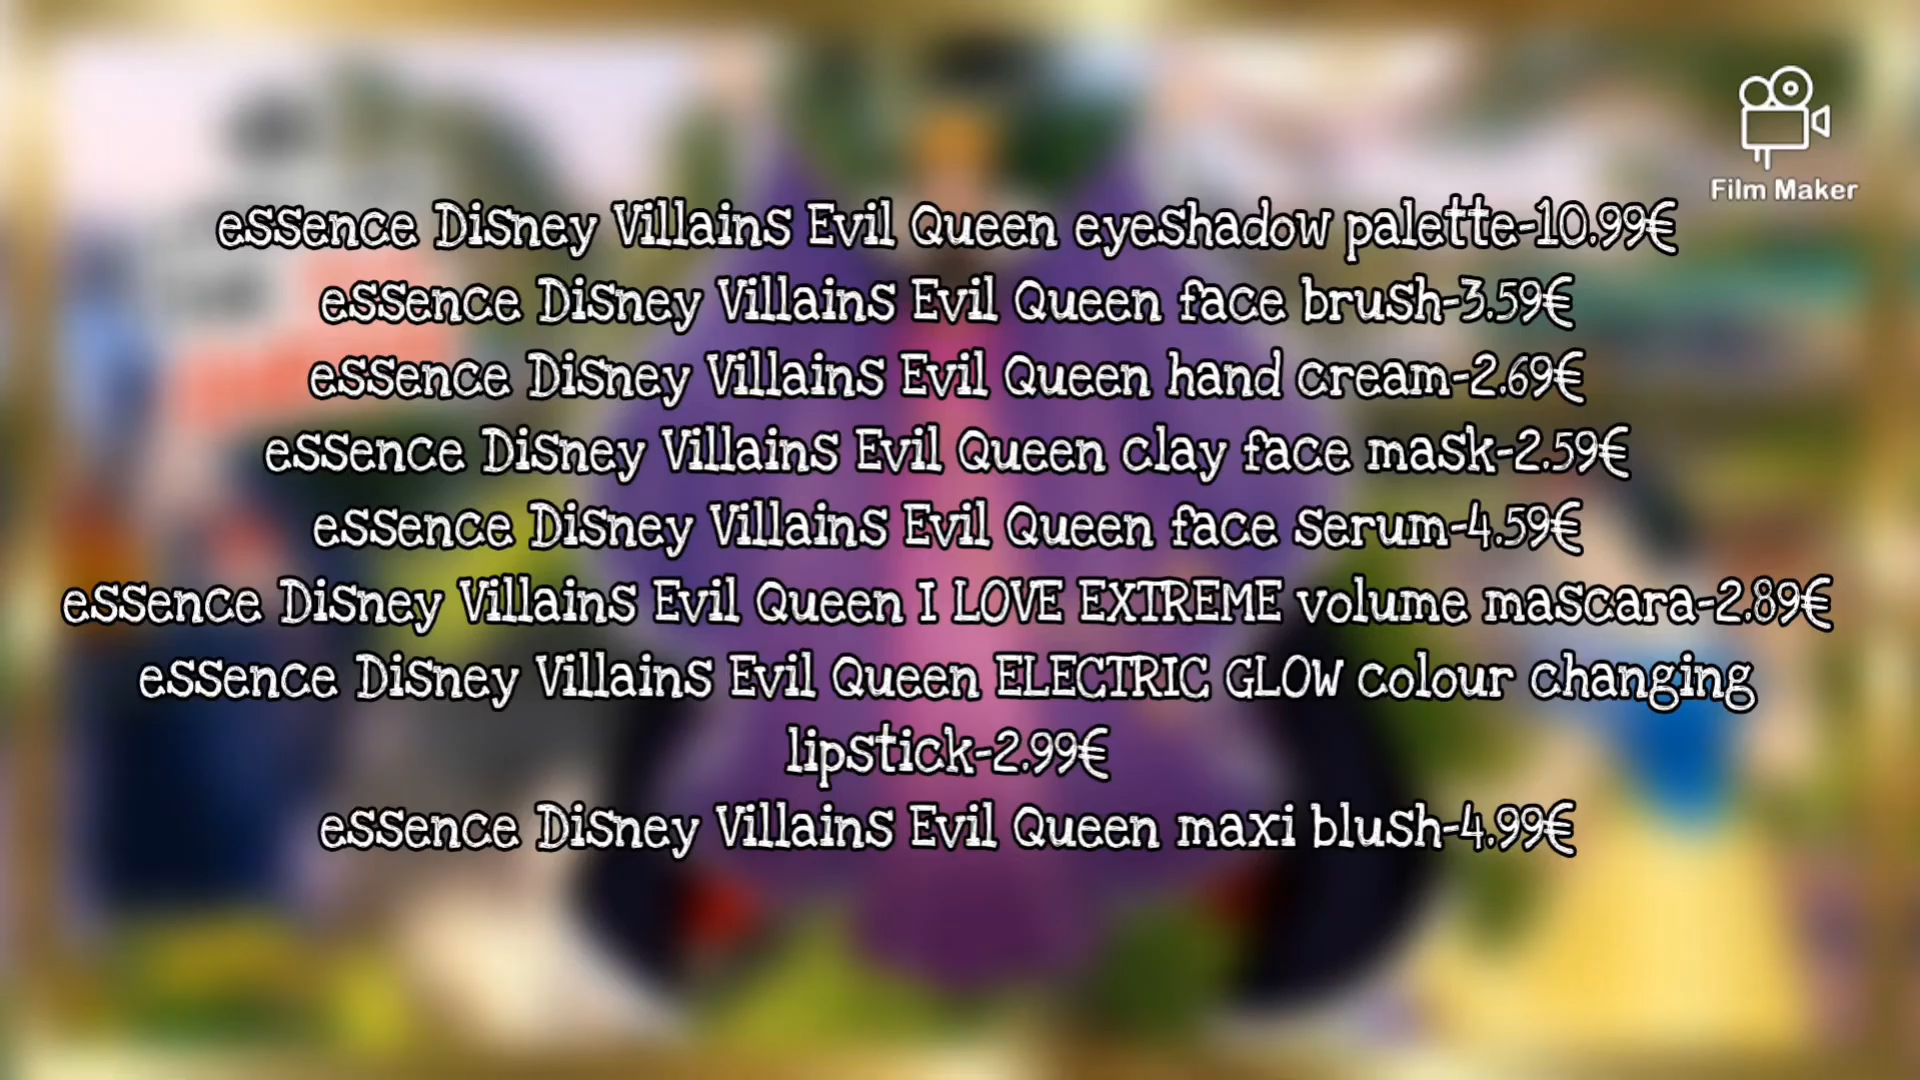 Film Maker
essence Disney Villains Evil Queen eyeshadow palette-10.99€
essence Disney Villains Evil Queen face brush-3.59€
essence Disney Villains Evil Queen hand cream-2.69€
essence Disney Villains Evil Queen clay face mask-2.59€
essence Disney Villains Evil Queen face serum-4.59€
essence Disney Villains Evil Queen I LOVE EXTREME volume mascara-2.89€
essence Disney Villains Evil Queen ELECTRIC GLOW colour changing
lipstick-2.99€
essence Disney Villains Evil Queen maxi blush-4.99€